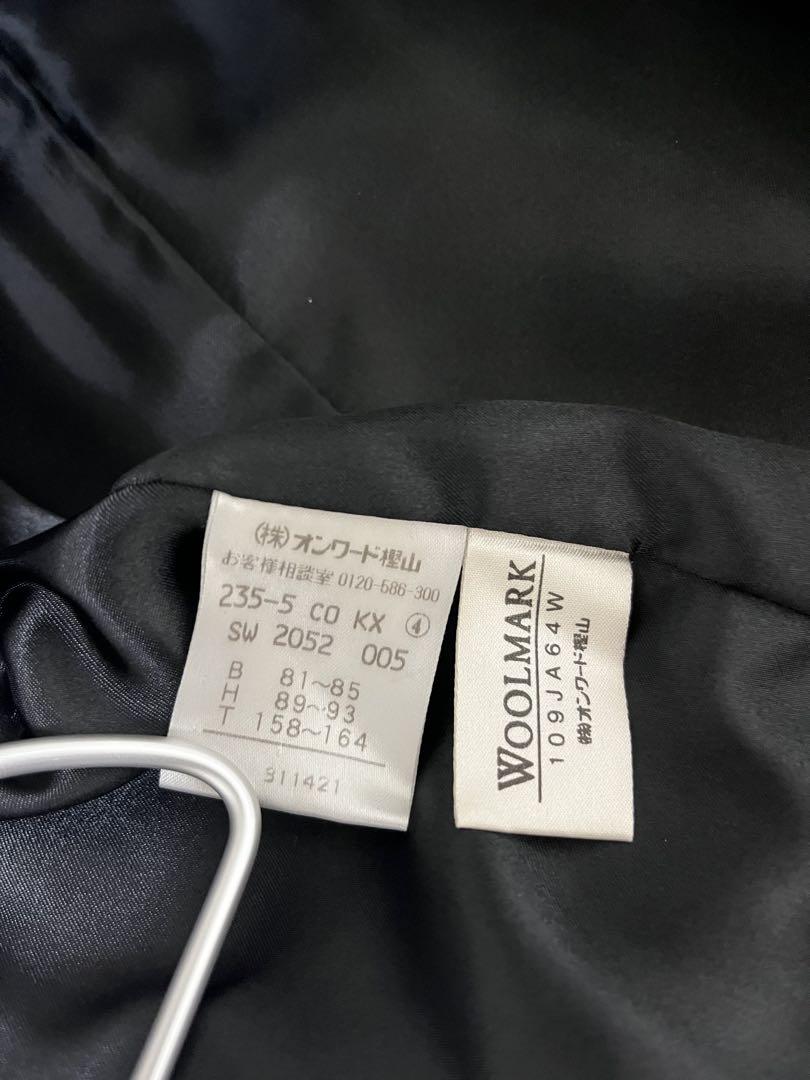 (株)オンワード樫山
お客様相談室 0120-586-300
235-5 CO KX ④
SW 2052 005
B 81~85
H 89~93
T 158~164
911421
WOOLMARK
109JA64W
(株)オンワード樫山